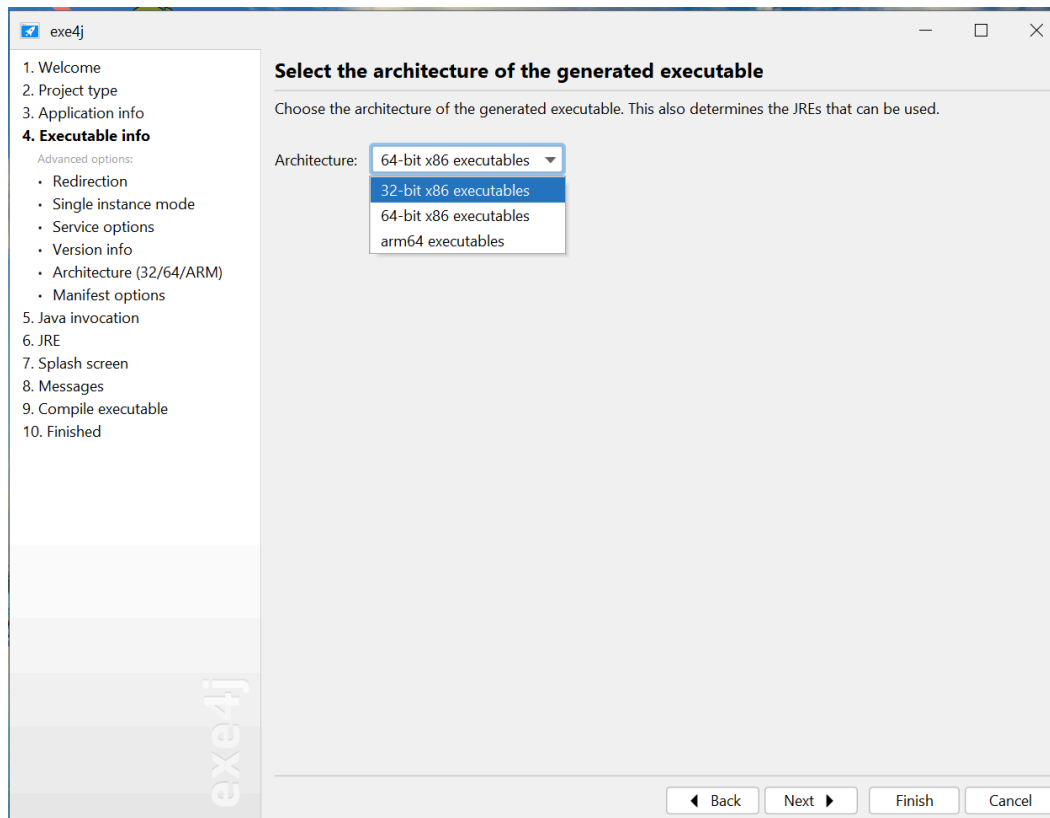 exe4j
1. Welcome
2. Project type
3. Application info
4. Executable info
Advanced options:
• Redirection
• Single instance mode
• Service options
• Version info
• Architecture (32/64/ARM)
• Manifest options
5. Java invocation
6. JRE
7. Splash screen
8. Messages
9. Compile executable
10. Finished
exe4j
Select the architecture of the generated executable
Choose the architecture of the generated executable. This also determines the JREs that can be used.
Architecture: 64-bit x86 executables
32-bit x86 executables
64-bit x86 executables
arm64 executables
Back Next Finish Cancel